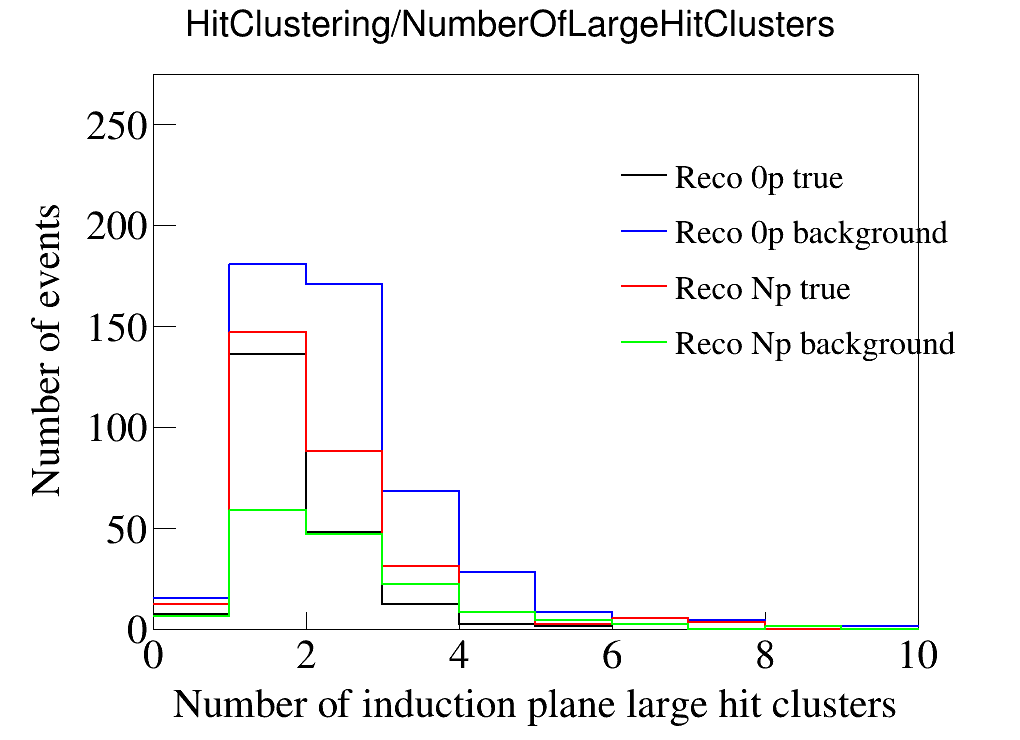 HitClustering/NumberOfLargeHitClusters
Number of events
250
200
150
100
50
0
Reco 0p true
Reco 0p background
Reco Np true
Reco Np background
0 2 4 6 8 10
Number of induction plane large hit clusters